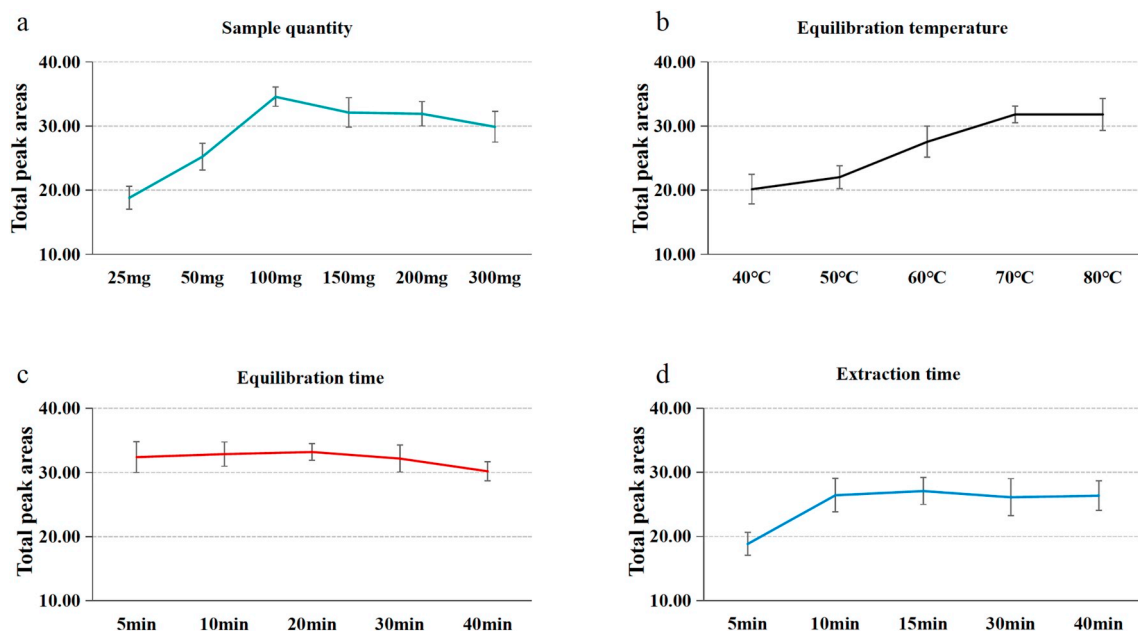 a
Sample quantity
Total peak areas
40.00
30.00
20.00
10.00
25mg 50mg 100mg 150mg 200mg 300mg
b
Equilibration temperature
Total peak areas
40.00
30.00
20.00
10.00
40°C 50°C 60°C 70°C 80°C
c
Equilibration time
Total peak areas
40.00
30.00
20.00
10.00
5min 10min 20min 30min 40min
d
Extraction time
Total peak areas
40.00
30.00
20.00
10.00
5min 10min 15min 30min 40min